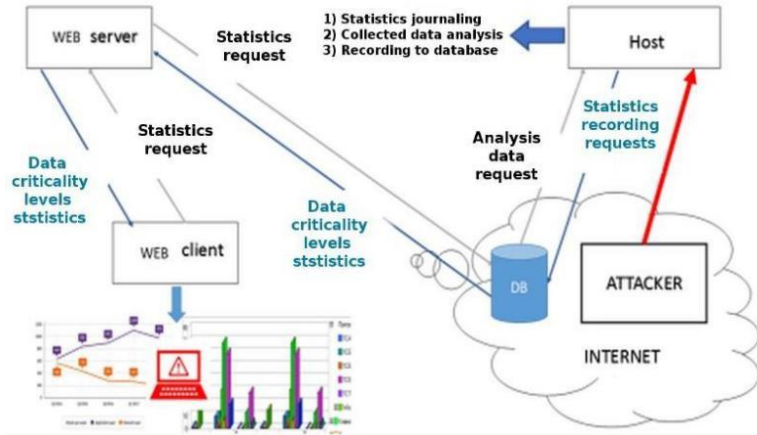 WEB server
Statistics
request
1) Statistics journaling
2) Collected data analysis
3) Recording to database
Host
Statistics
request
Statistics
recording
requests
Analysis
data
request
Data
criticality
levels
ststistics
Data
criticality
levels
ststistics
WEB client
DB
ATTACKER
INTERNET